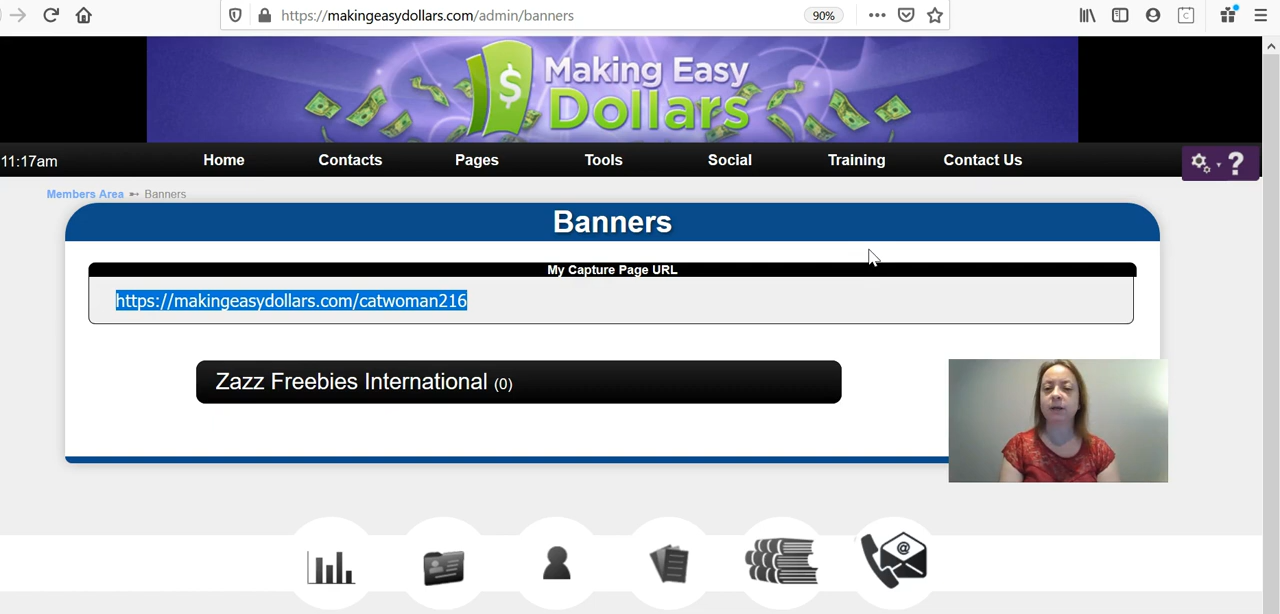 https://makingeasydollars.com/admin/banners
90%
$ Making Easy
Dollars
11:17am Home Contacts Pages Tools Social Training Contact Us ?
Members Area ➻ Banners
Banners
My Capture Page URL
https://makingeasydollars.com/catwoman216
Zazz Freebies International (0)
@